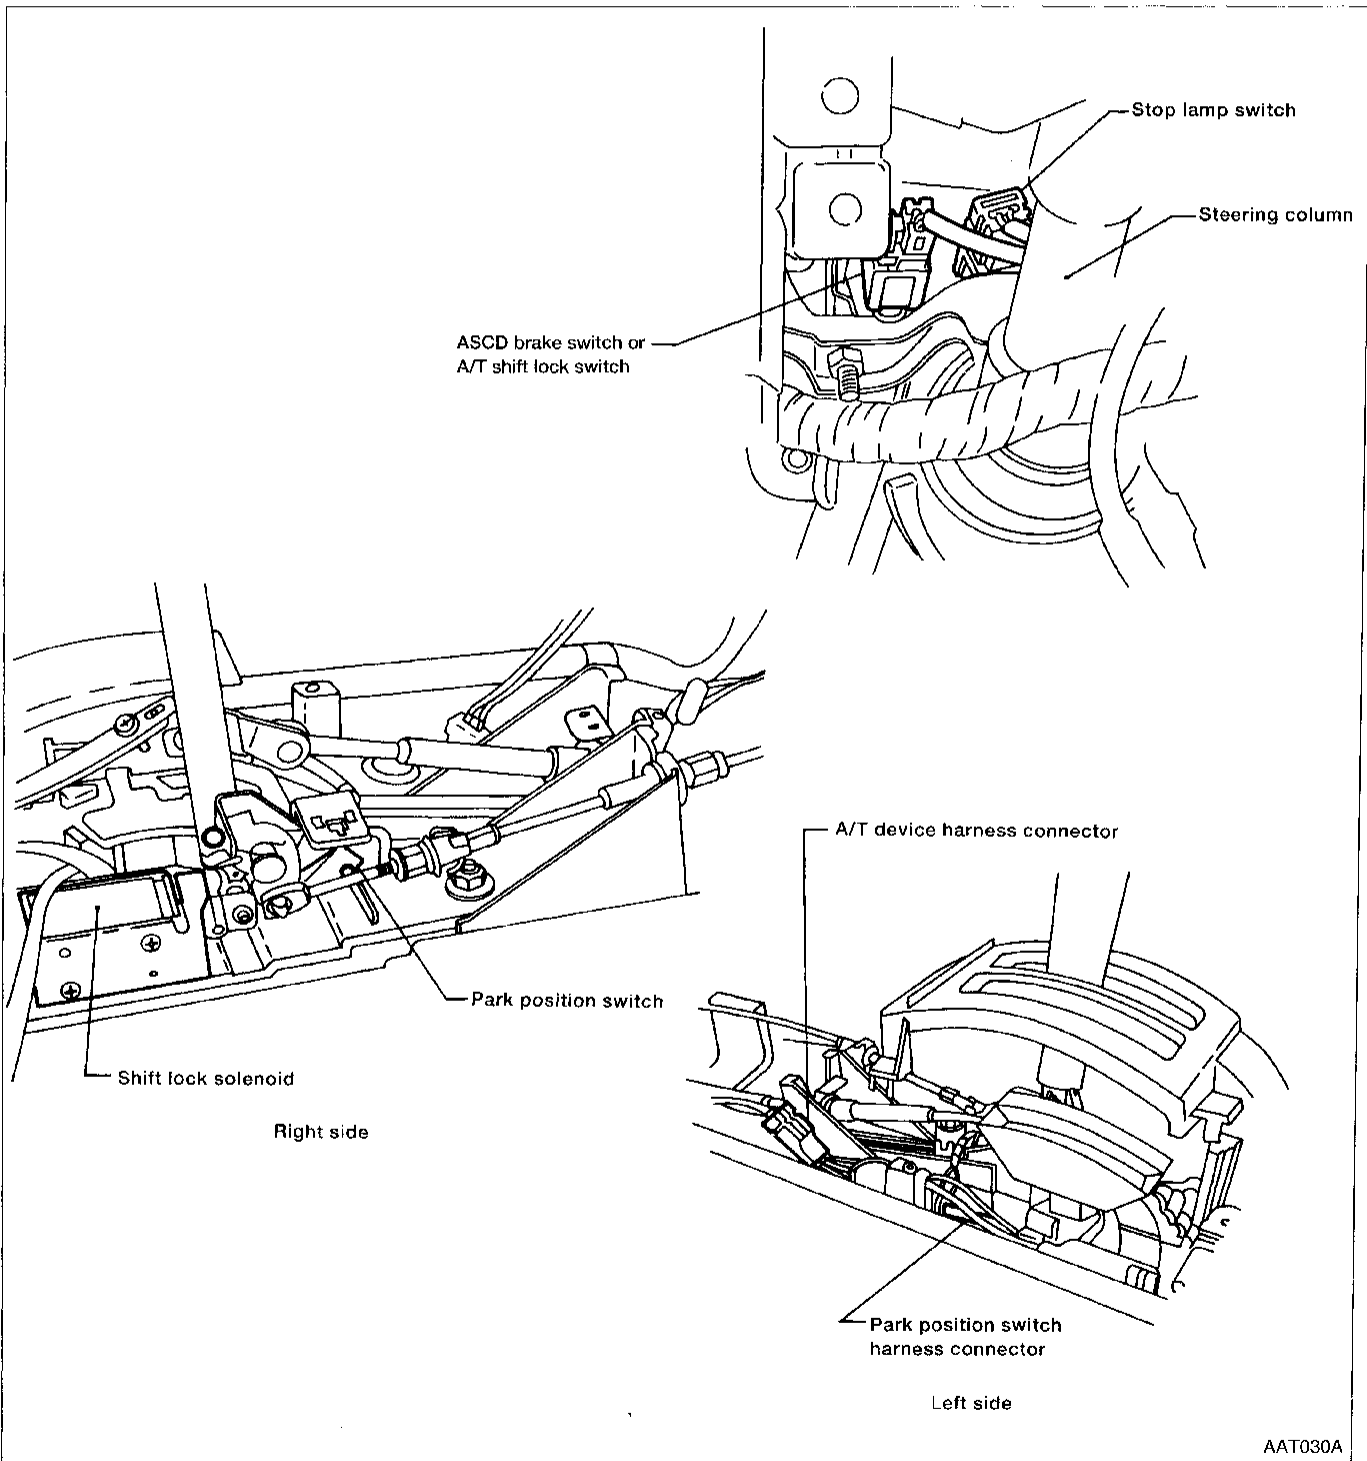 Stop lamp switch
Steering column
ASCD brake switch or
A/T shift lock switch
A/T device harness connector
Park position switch
Shift lock solenoid
Right side
Park position switch
harness connector
Left side
AAT030A